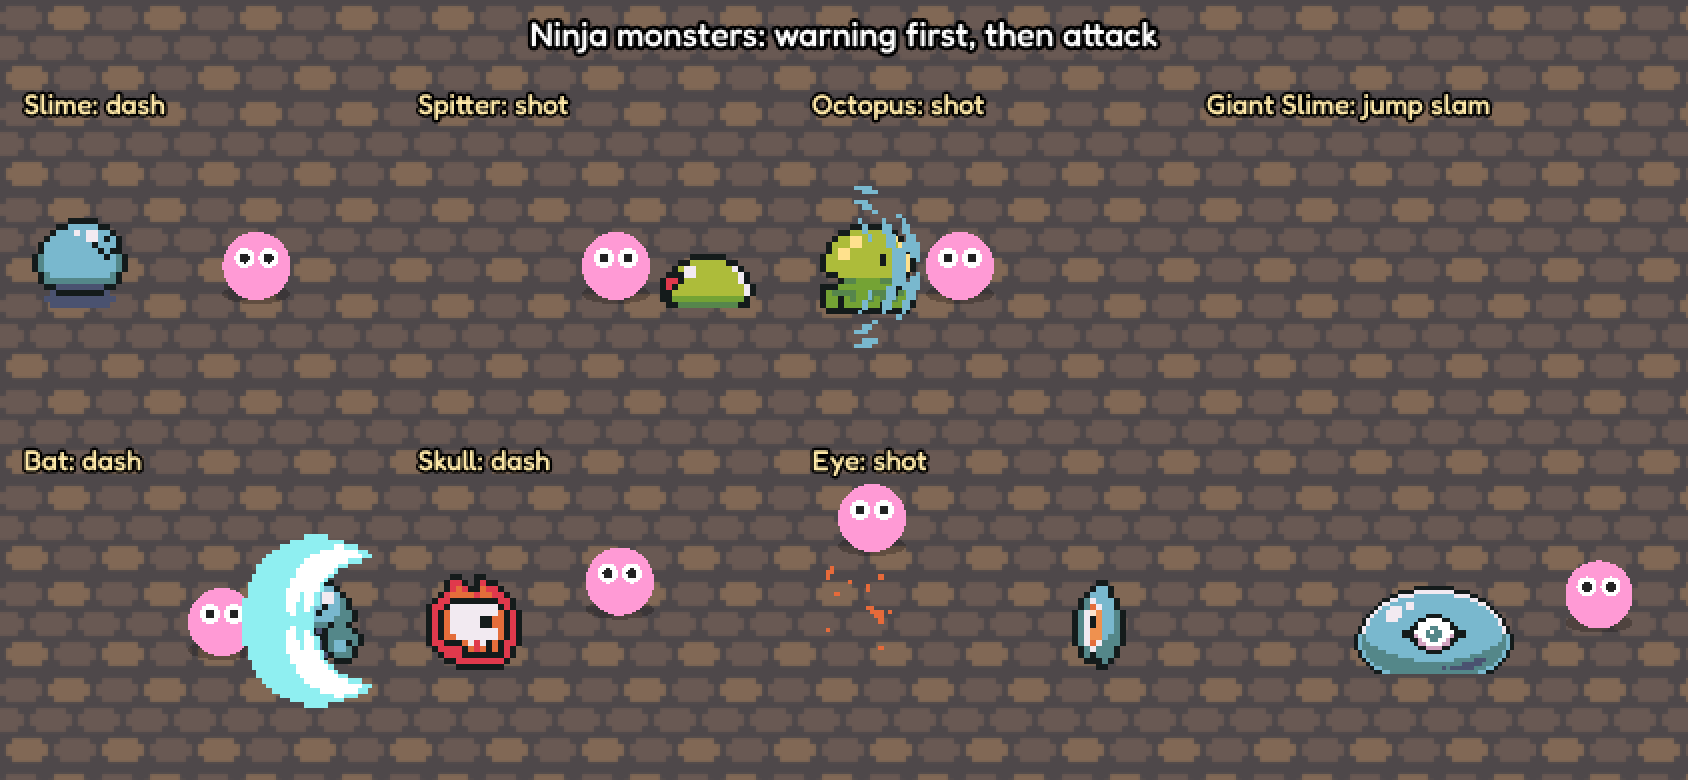 Ninja monsters: warning first, then attack
Slime: dash
Spitter: shot
Octopus: shot
Giant Slime: jump slam
Bat: dash
Skull: dash
Eye: shot